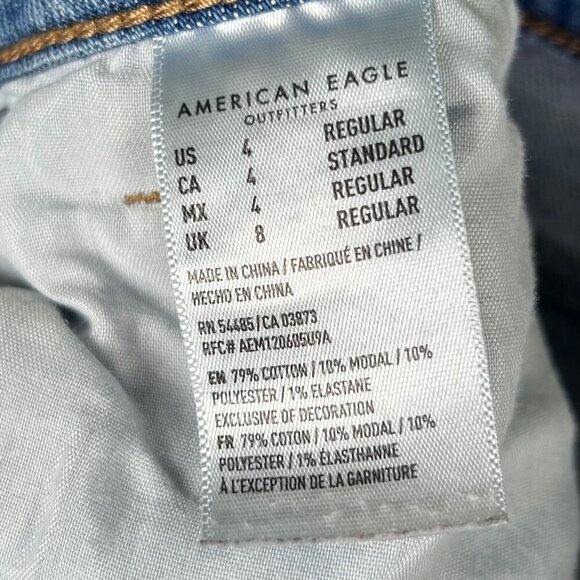 AMERICAN EAGLE
OUTFITTERS
US 4 REGULAR
CA 4 STANDARD
MX 4 REGULAR
UK 8 REGULAR
MADE IN CHINA / FABRIQUÉ EN CHINE /
HECHO EN CHINA
RN 54485/CA 03873
RFC# AEM120605U9A
EN 79% COTTON / 10% MODAL / 10%
POLYESTER / 1% ELASTANE
EXCLUSIVE OF DECORATION
FR 79% COTON / 10% MODAL / 10%
POLYESTER / 1% ÉLASTHANNE
À L'EXCEPTION DE LA GARNITURE